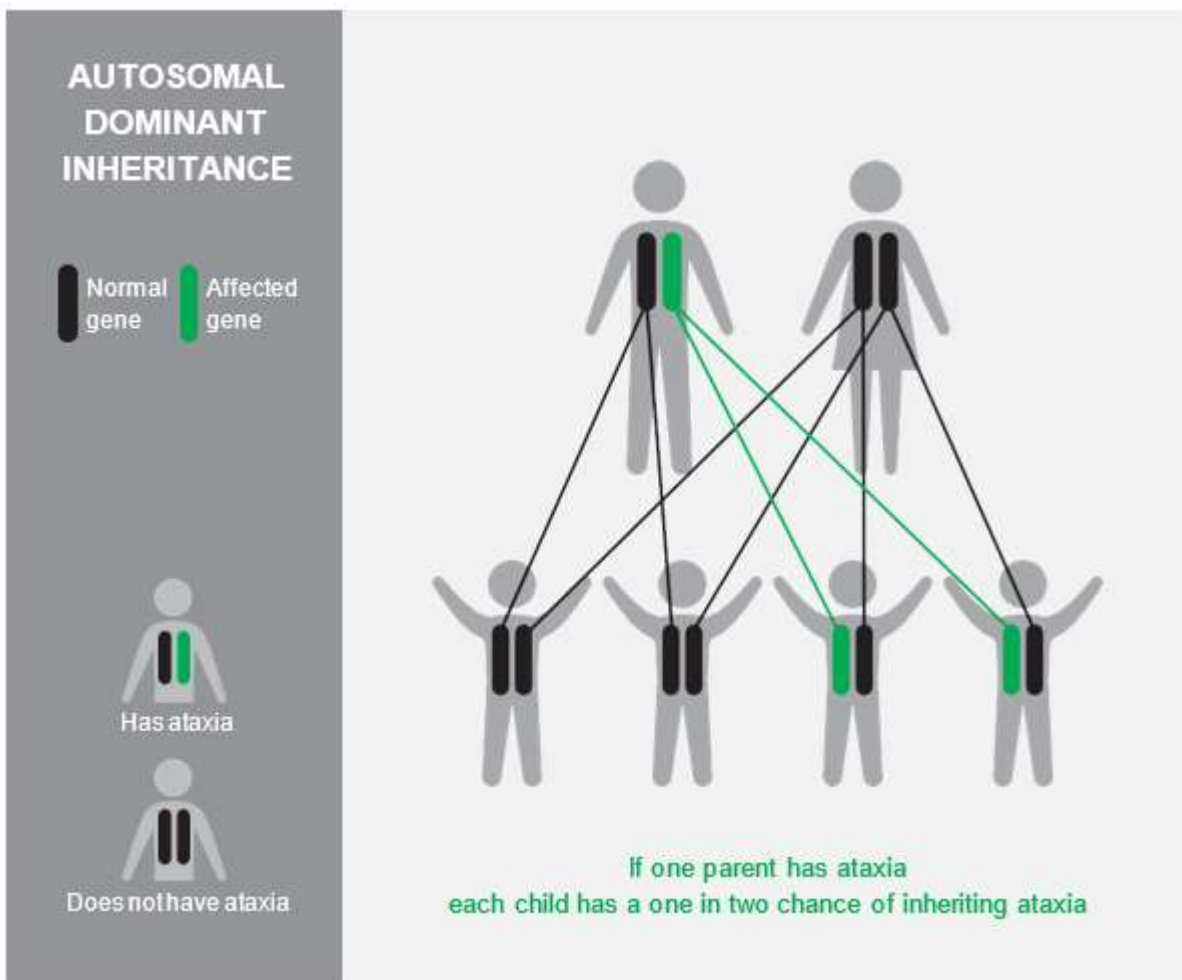 AUTOSOMAL
DOMINANT
INHERITANCE
Normal
gene
Affected
gene
Has ataxia
Does not have ataxia
If one parent has ataxia
each child has a one in two chance of inheriting ataxia